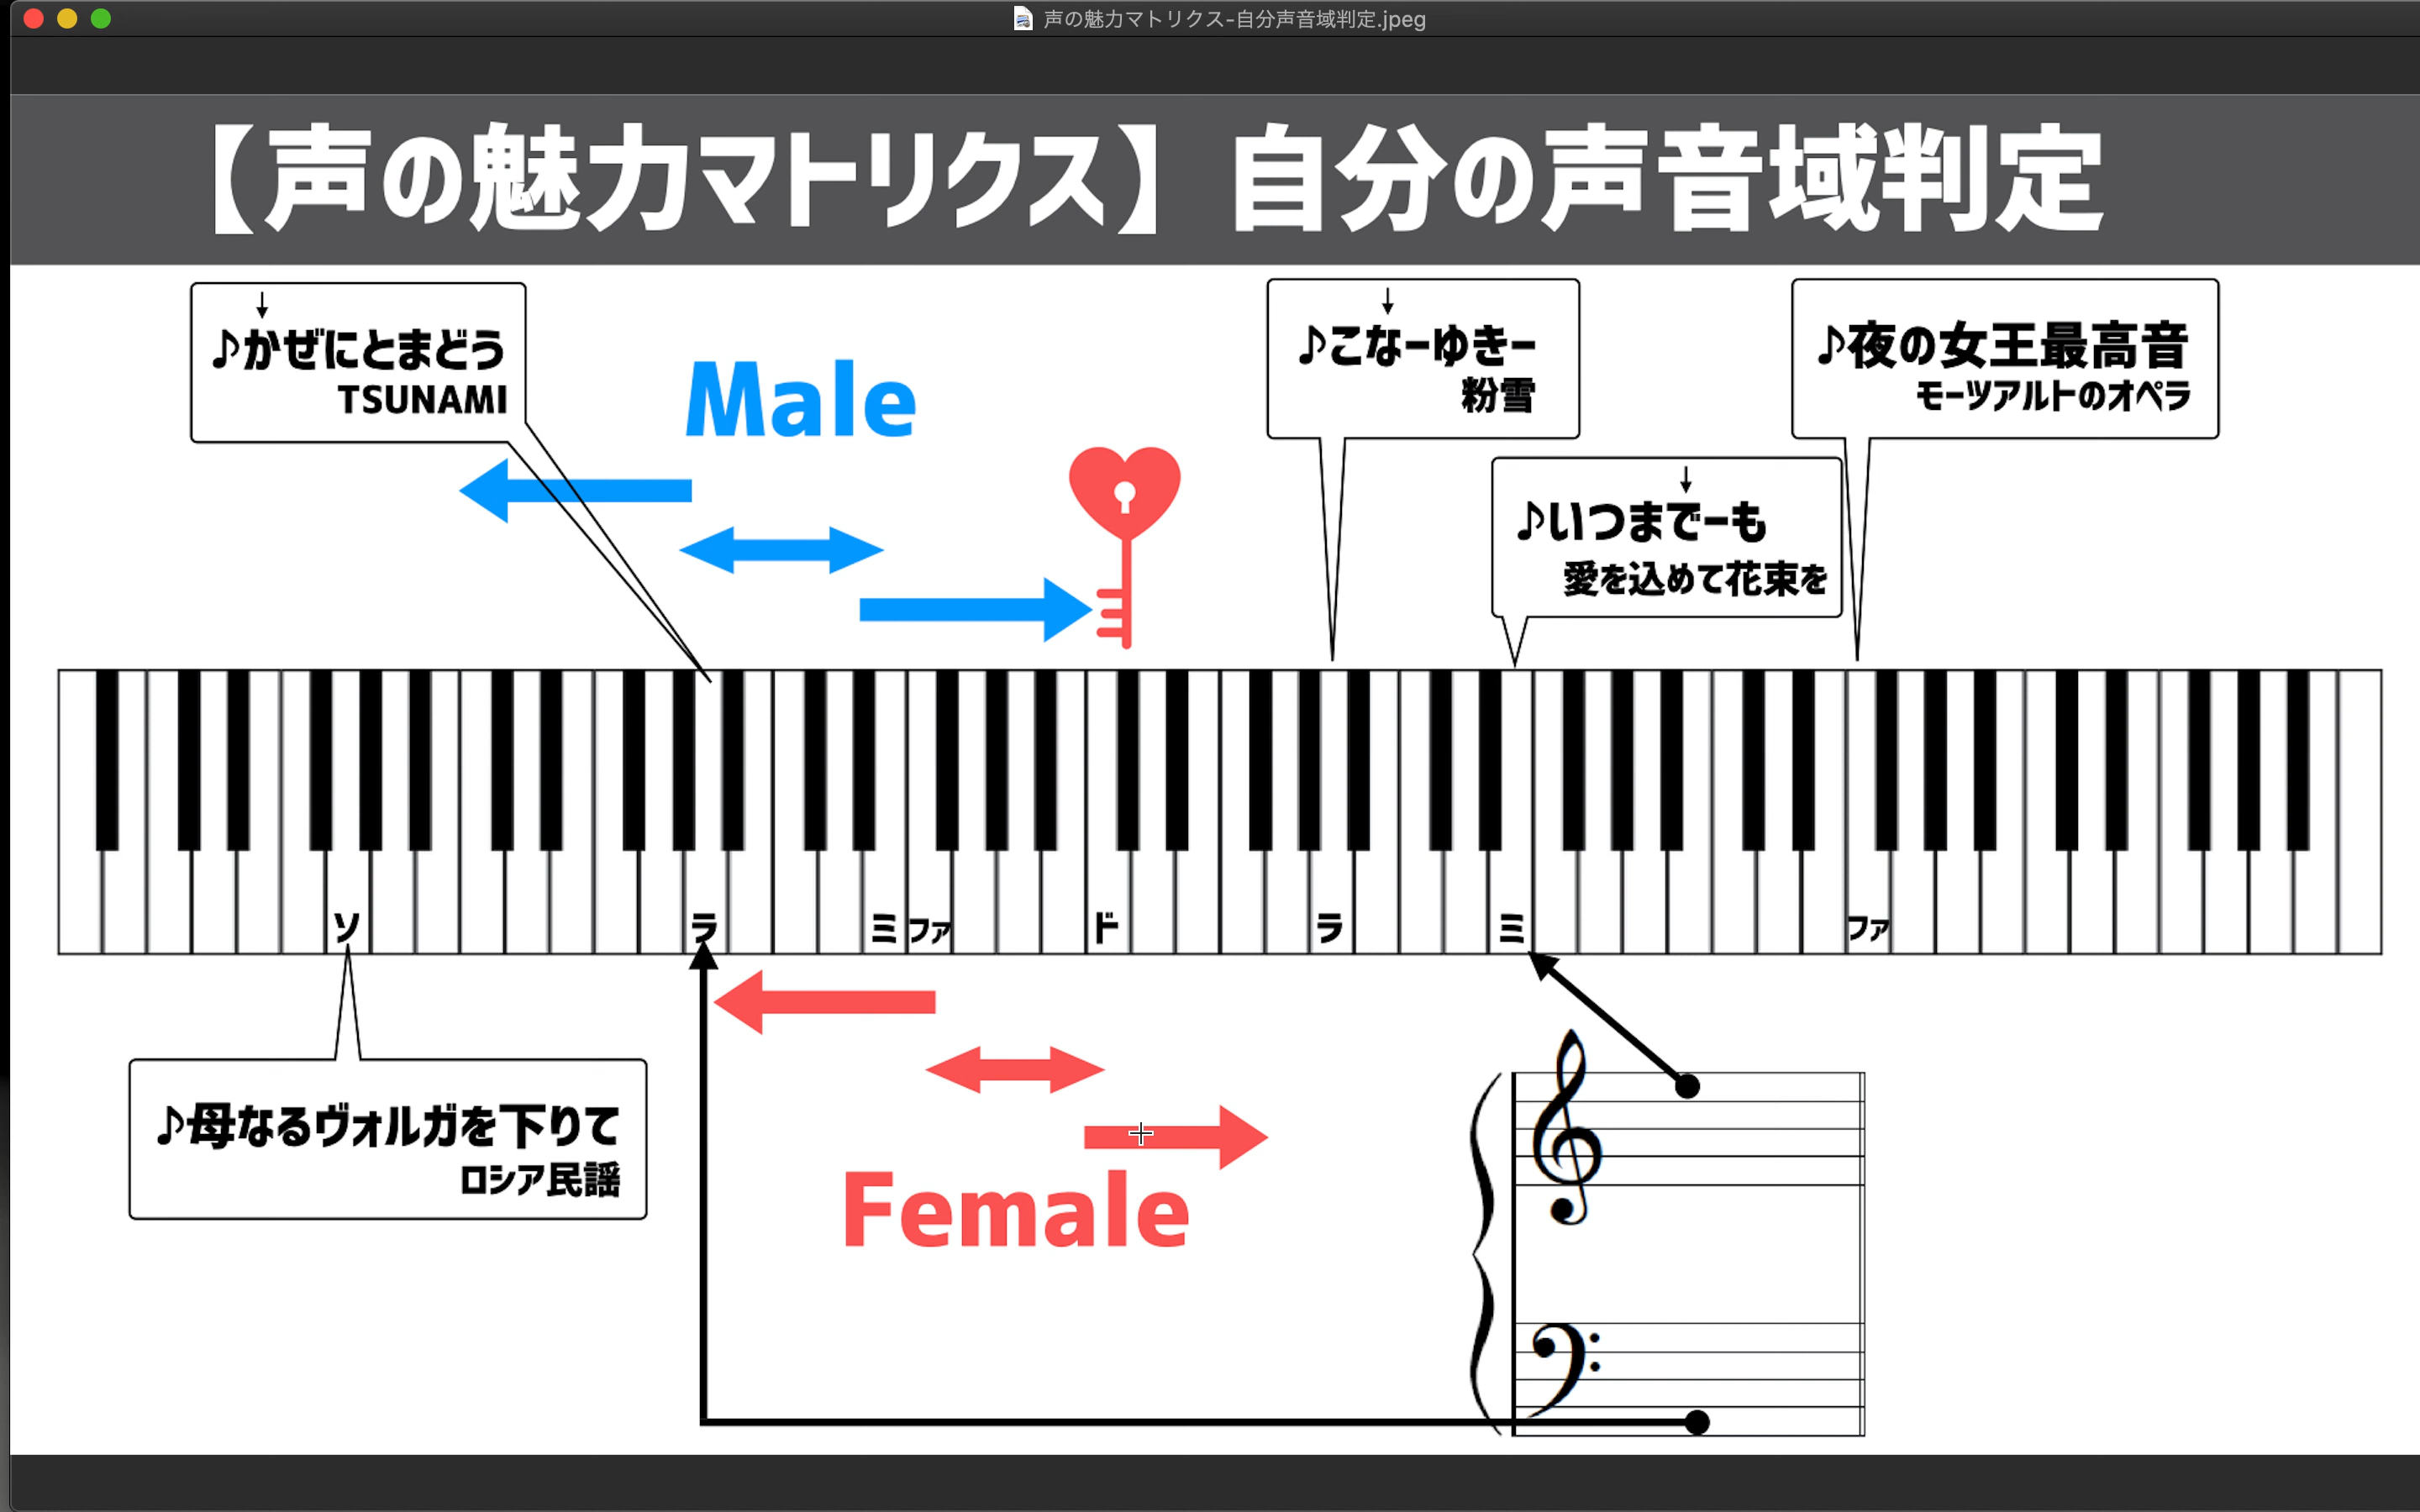 声の魅力マトリクス-自分声音域判定.jpeg
【声の魅力マトリクス】自分の声音域判定
↓
♪かぜにとまどう
TSUNAMI
Male
↓
♪こなーゆきー
粉雪
♪夜の女王最高音
モーツアルトのオペラ
↓
♪いつまでーも
愛を込めて花束を
ソ
ラ
ミ
ファ
ド
ラ
ミ
ファ
♪母なるヴォルガを下りて
ロシア民謡
Female